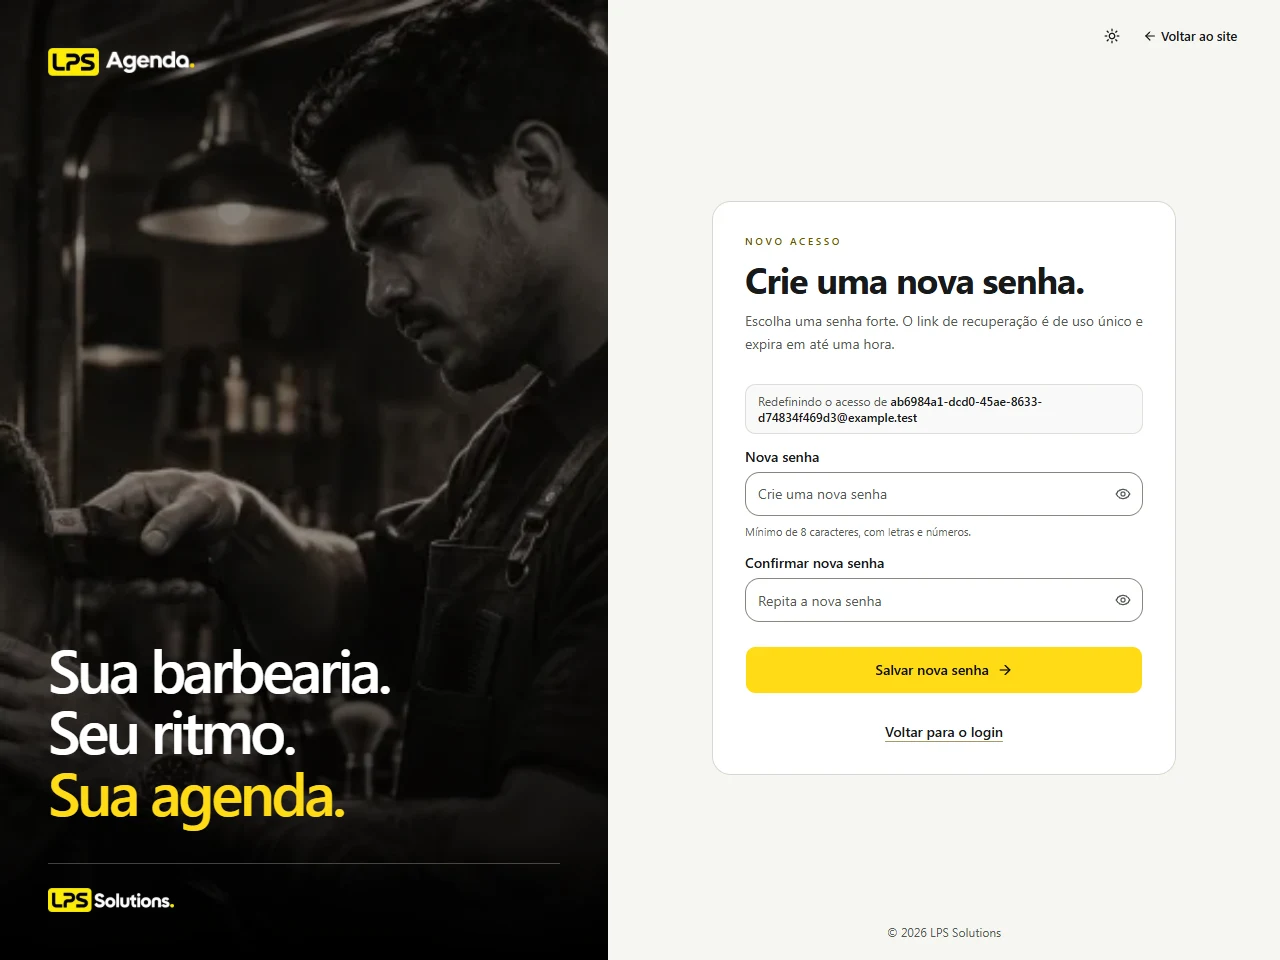 LPS Agenda.
Sua barbearia.
Seu ritmo.
Sua agenda.
LPS Solutions.
Voltar ao site
NOVO ACESSO
Crie uma nova senha.
Escolha uma senha forte. O link de recuperação é de uso único e
expira em até uma hora.
Redefinindo o acesso de ab6984a1-dcd0-45ae-8633-
d74834f469d3@example.test
Nova senha
Crie uma nova senha
Mínimo de 8 caracteres, com letras e números.
Confirmar nova senha
Repita a nova senha
Salvar nova senha
Voltar para o login
© 2026 LPS Solutions